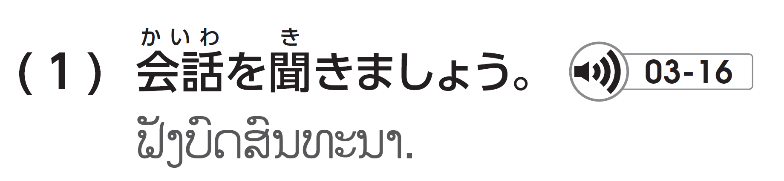 かいわ き
(1) 会話を聞きましょう。 03-16
ຟັງບົດສົນທະນາ.